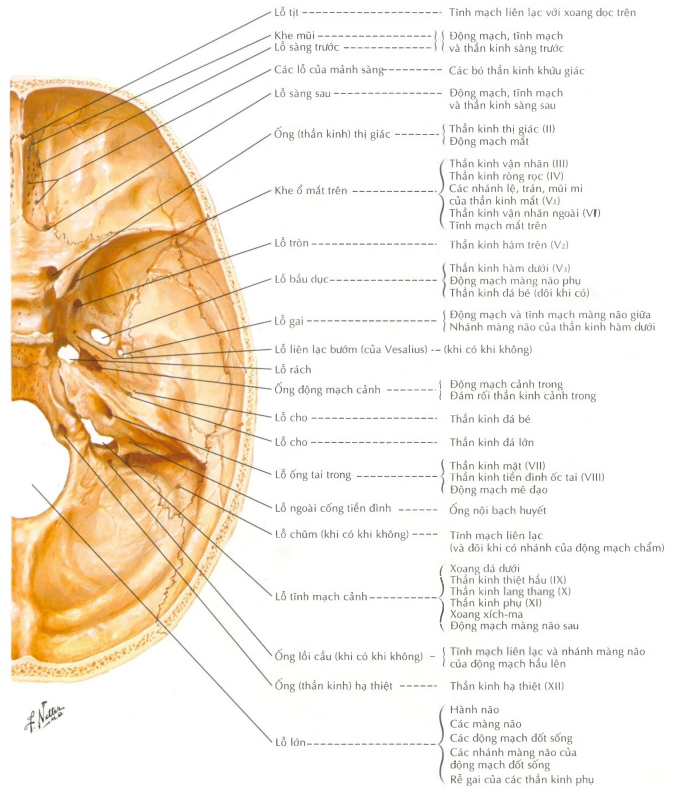 Lỗ tịt Tĩnh mạch liên lạc với xoang dọc trên
Khe mũi Động mạch, tĩnh mạch
Lỗ sàng trước và thần kinh sàng trước
Các lỗ của mảnh sàng Các bó thần kinh khứu giác
Lỗ sàng sau Động mạch, tĩnh mạch
và thần kinh sàng sau
Ống (thần kinh) thị giác Thần kinh thị giác (II)
Động mạch mắt
Khe ổ mắt trên Thần kinh vận nhãn (III)
Thần kinh ròng rọc (IV)
Các nhánh lệ, trán, mũi mi
của thần kinh mắt (V₁)
Thần kinh vận nhãn ngoài (VI)
Tĩnh mạch mắt trên
Lỗ tròn Thần kinh hàm trên (V₂)
Lỗ bầu dục Thần kinh hàm dưới (V₃)
Động mạch màng não phụ
Thần kinh đá bé (đôi khi có)
Lỗ gai Động mạch và tĩnh mạch màng não giữa
Nhánh màng não của thần kinh hàm dưới
Lỗ liên lạc bướm (của Vesalius) (khi có khi không)
Lỗ rách
Ống động mạch cảnh Động mạch cảnh trong
Đám rối thần kinh cảnh trong
Lỗ cho Thần kinh đá bé
Lỗ cho Thần kinh đá lớn
Lỗ ống tai trong Thần kinh mặt (VII)
Thần kinh tiền đình ốc tai (VIII)
Động mạch mê đạo
Lỗ ngoài cống tiền đình Ống nội bạch huyết
Lỗ chũm (khi có khi không) Tĩnh mạch liên lạc
(và đôi khi có nhánh của động mạch chẩm)
Lỗ tĩnh mạch cảnh Xoang đá dưới
Thần kinh thiệt hầu (IX)
Thần kinh lang thang (X)
Thần kinh phụ (XI)
Xoang xích-ma
Động mạch màng não sau
Ống lồi cầu (khi có khi không) Tĩnh mạch liên lạc và nhánh màng não
của động mạch hầu lên
Ống (thần kinh) hạ thiệt Thần kinh hạ thiệt (XII)
Lỗ lớn Hành não
Các màng não
Các động mạch đốt sống
Các nhánh màng não của
động mạch đốt sống
Rễ gai của các thần kinh phụ
F. Netter
M.D.